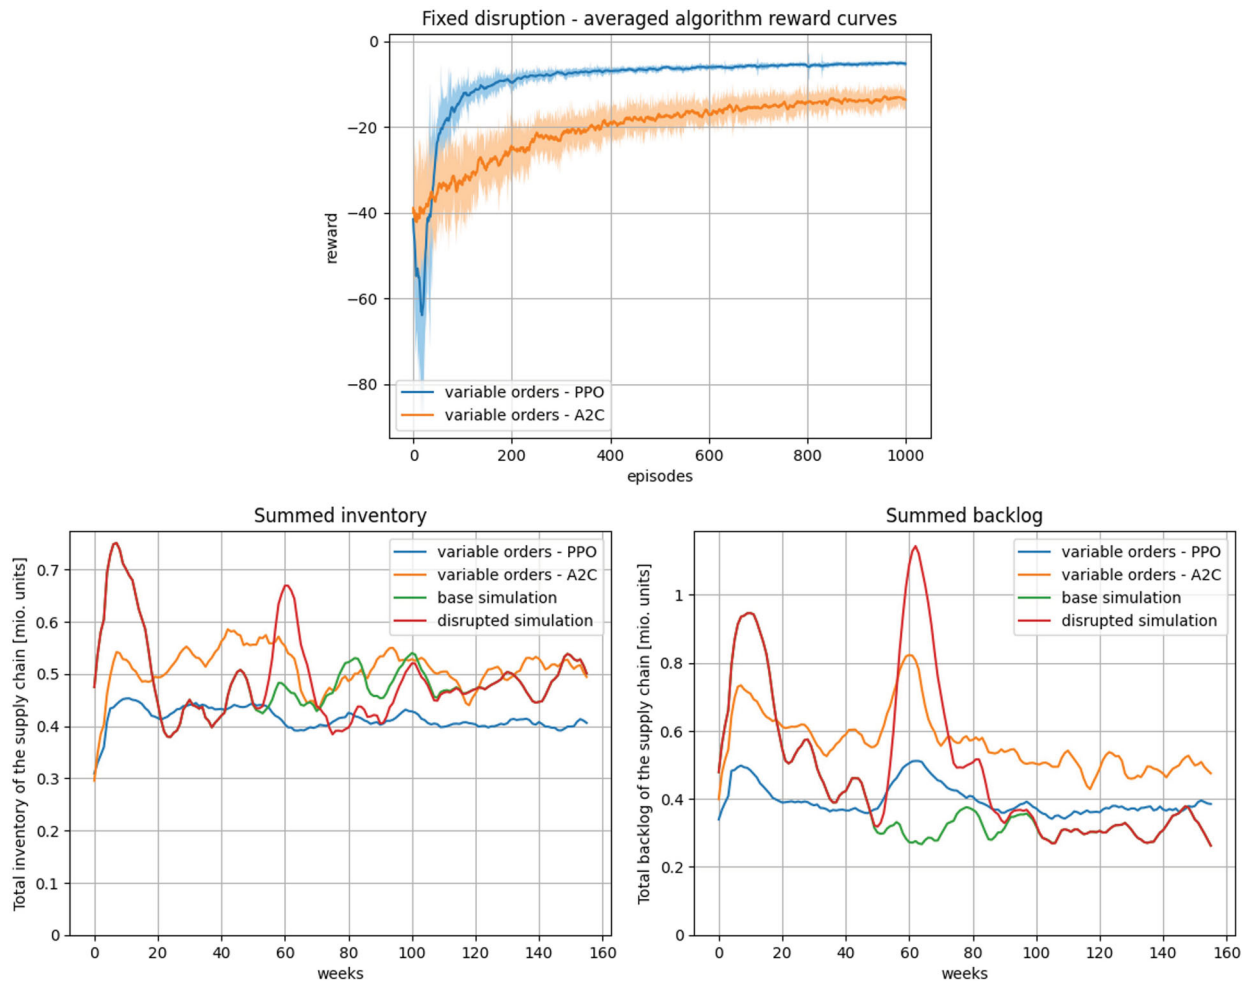 Fixed disruption - averaged algorithm reward curves
0
−20
−40
−60
−80
reward
variable orders - PPO
variable orders - A2C
0 200 400 600 800 1000
episodes
Summed inventory
Total inventory of the supply chain [mio. units]
0.7
0.6
0.5
0.4
0.3
0.2
0.1
0
variable orders - PPO
variable orders - A2C
base simulation
disrupted simulation
0 20 40 60 80 100 120 140 160
weeks
Summed backlog
Total backlog of the supply chain [mio. units]
1
0.8
0.6
0.4
0.2
0
variable orders - PPO
variable orders - A2C
base simulation
disrupted simulation
0 20 40 60 80 100 120 140 160
weeks